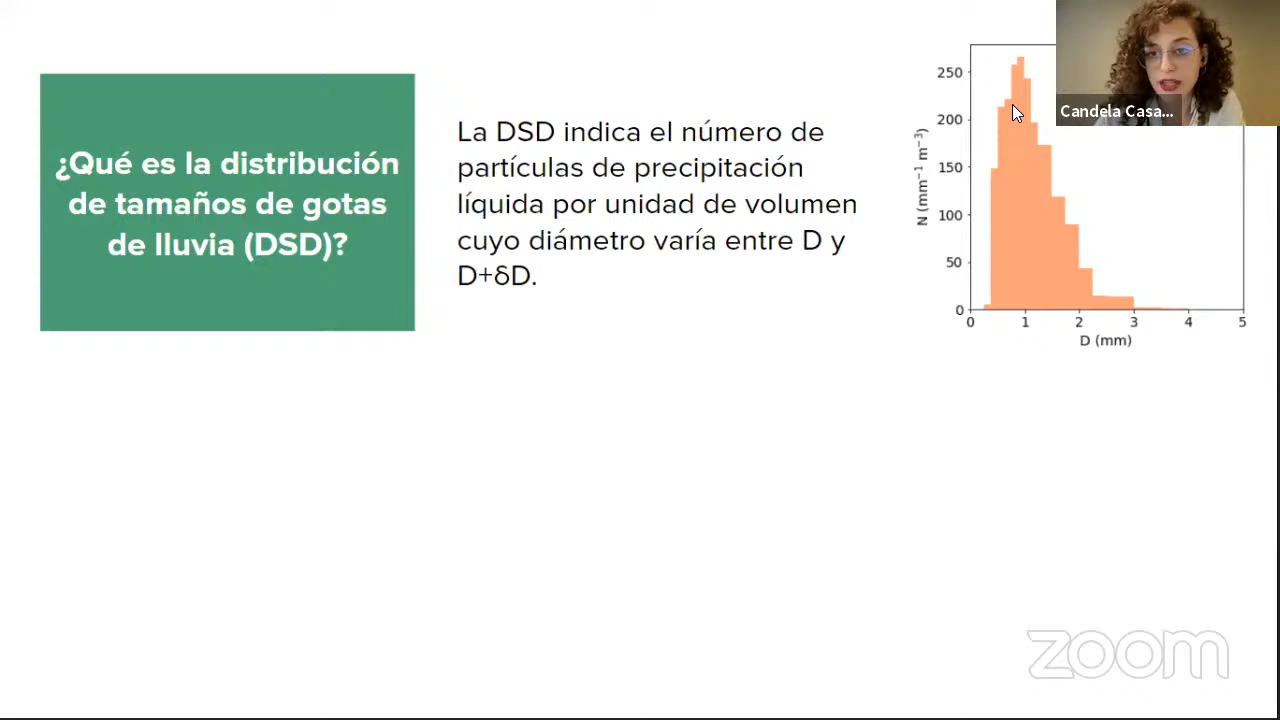 ¿Qué es la distribución
de tamaños de gotas
de lluvia (DSD)?
La DSD indica el número de
partículas de precipitación
líquida por unidad de volumen
cuyo diámetro varía entre D y
D+δD.
250
200
150
100
50
0
N (mm⁻¹ m⁻³)
0 1 2 3 4 5
D (mm)
Candela Casa...
zoom